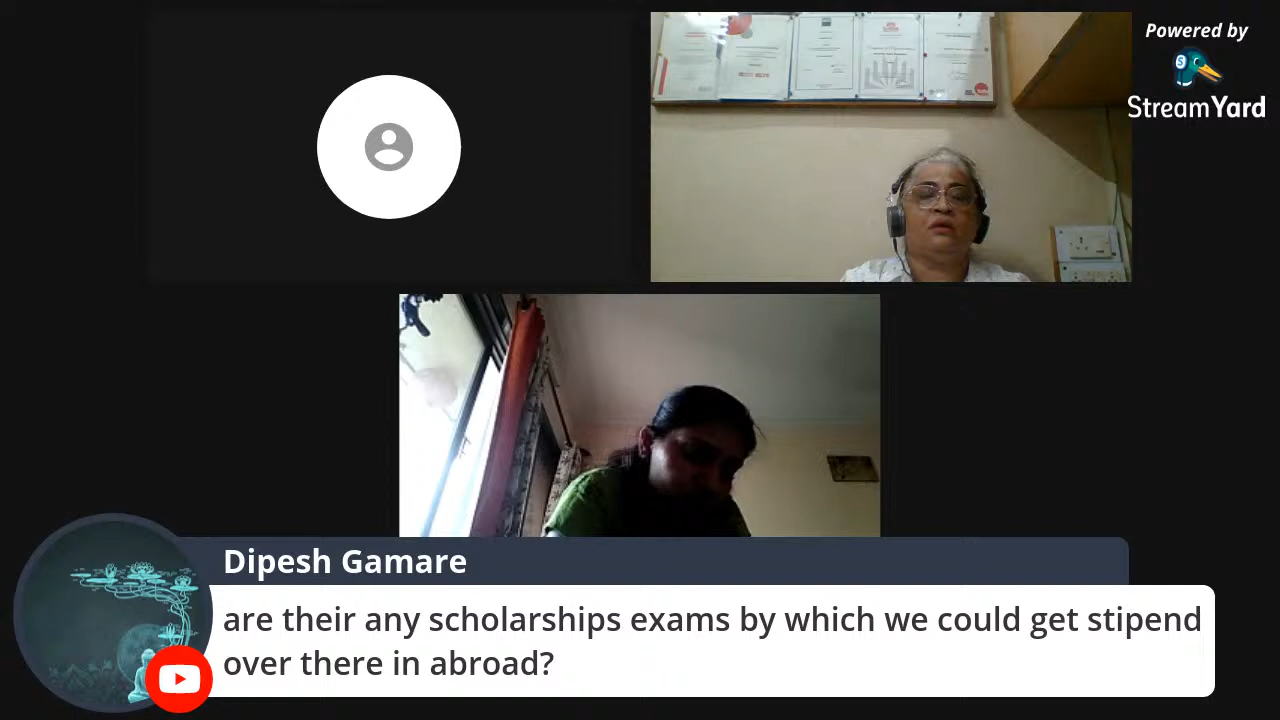 Powered by
StreamYard
Dipesh Gamare
are their any scholarships exams by which we could get stipend
over there in abroad?